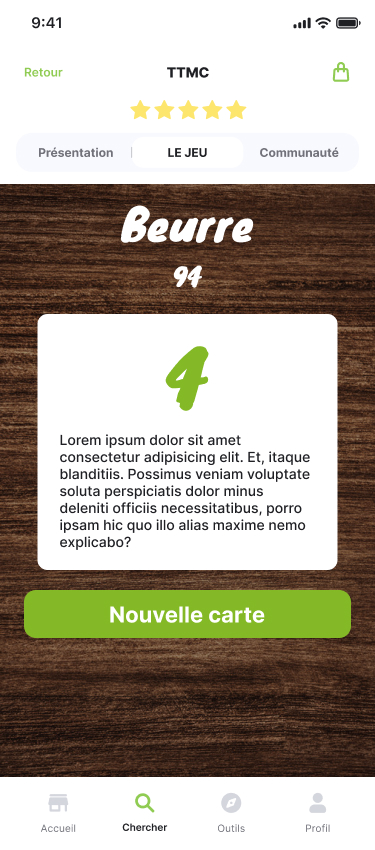 9:41
Retour
TTMC
Présentation
LE JEU
Communauté
Beurre
94
4
Lorem ipsum dolor sit amet
consectetur adipisicing elit. Et, itaque
blanditiis. Possimus veniam voluptate
soluta perspiciatis dolor minus
deleniti officiis necessitatibus, porro
ipsam hic quo illo alias maxime nemo
explicabo?
Nouvelle carte
Accueil
Chercher
Outils
Profil